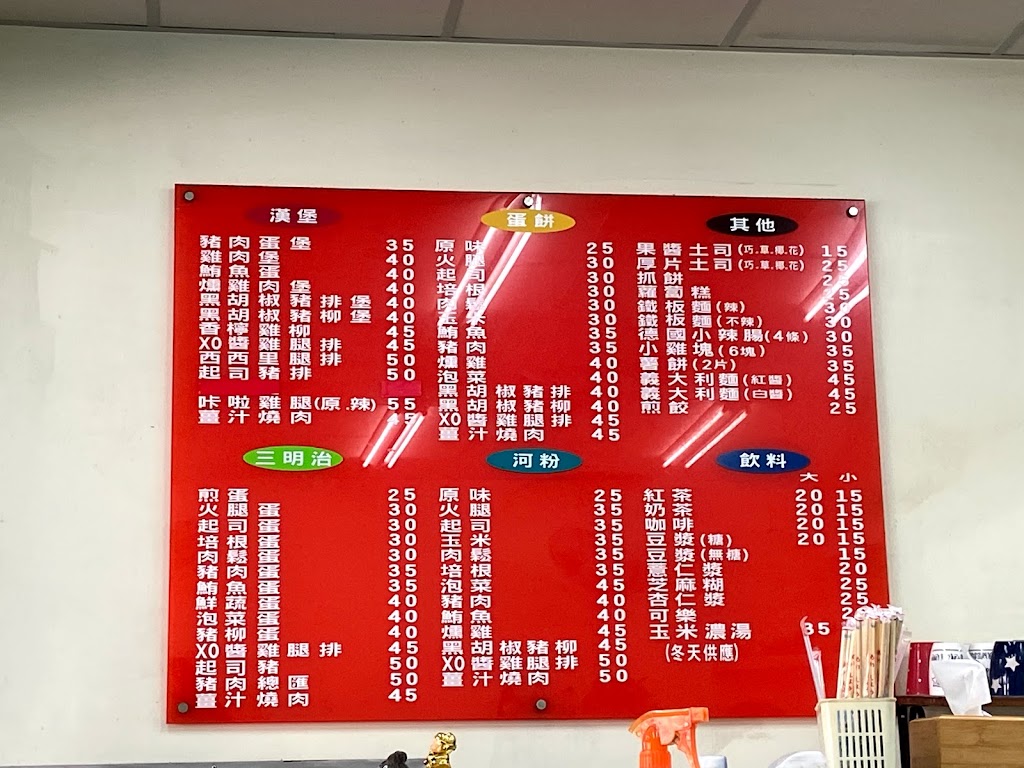 漢堡
豬肉蛋堡 35
雞肉堡 40
鮪魚蛋 40
燻雞肉堡 40
黑胡椒豬排堡 40
黑胡椒豬柳堡 40
香檸雞柳 45
XO醬雞腿排 45
西西里腿排 50
起司豬排 50
咔啦雞腿(原.辣) 55
薑汁燒肉 45
蛋餅
原味 25
火腿 30
起司 30
培根 30
肉鬆 30
玉米 30
鮪魚 35
豬肉 35
燻雞 40
泡菜 40
黑胡椒豬排 40
黑胡椒豬柳 40
XO醬雞腿排 45
薑汁燒肉 45
其他
果醬土司(巧.草.椰.花) 15
厚片土司(巧.草.椰.花) 25
抓餅
蘿蔔糕 25
鐵板麵(辣) 30
鐵板麵(不辣) 30
德國小辣腸(4條) 30
小雞塊(6塊) 35
薯餅(2片) 35
義大利麵(紅醬) 45
義大利麵(白醬) 45
煎餃 25
三明治
煎蛋 25
火腿蛋 30
起司蛋 30
培根蛋 30
肉鬆蛋 30
豬肉蛋 35
鮪魚蛋 35
鮮蔬蛋 40
泡菜蛋 40
豬柳蛋 40
XO醬雞腿排 45
起司豬 50
豬肉總匯 50
薑汁燒肉 45
河粉
原味 25
火腿 35
起司 35
玉米 35
肉鬆 35
培根 35
泡菜 45
豬肉 40
鮪魚 40
燻雞 45
黑胡椒豬柳 45
XO醬雞腿排 50
薑汁燒肉 50
飲料
大 小
紅茶 20 15
奶茶 20 15
咖啡 20 15
豆漿(糖) 20 15
豆漿(無糖) 15
薏仁漿 20
芝麻糊 25
杏仁漿 25
可樂
玉米濃湯 35
(冬天供應)